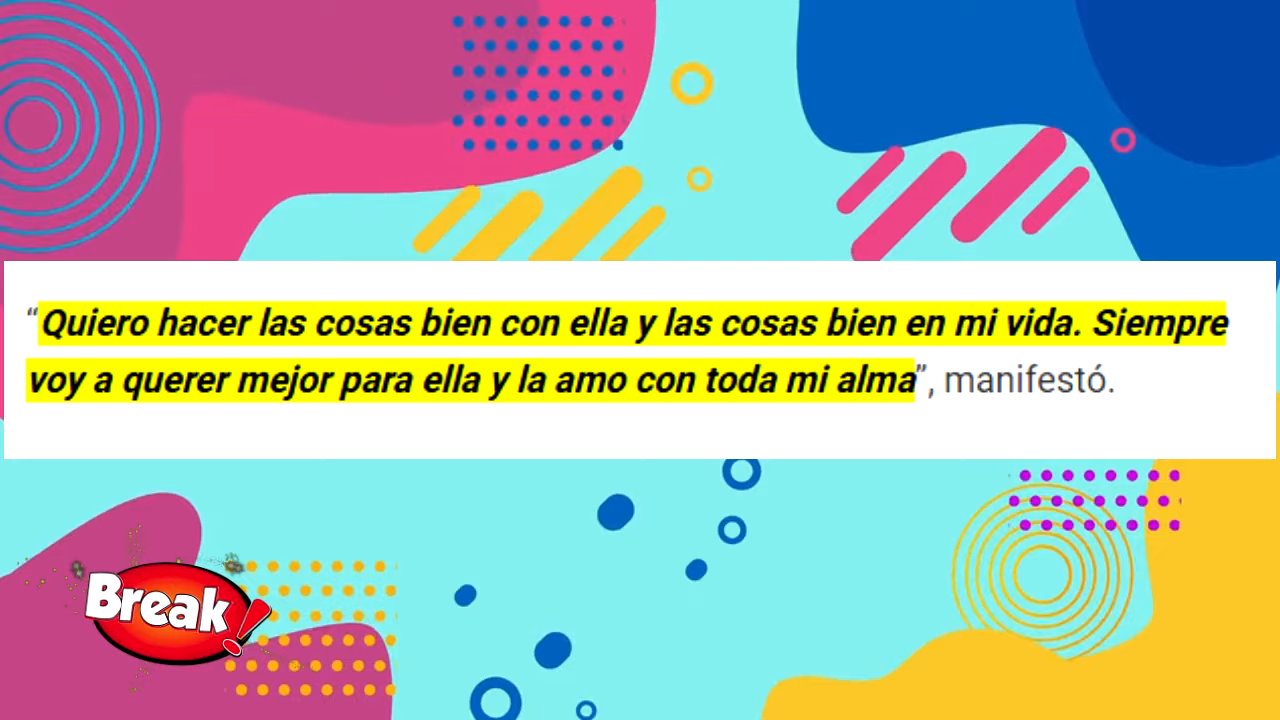 “Quiero hacer las cosas bien con ella y las cosas bien en mi vida. Siempre
voy a querer mejor para ella y la amo con toda mi alma”, manifestó.
Break!